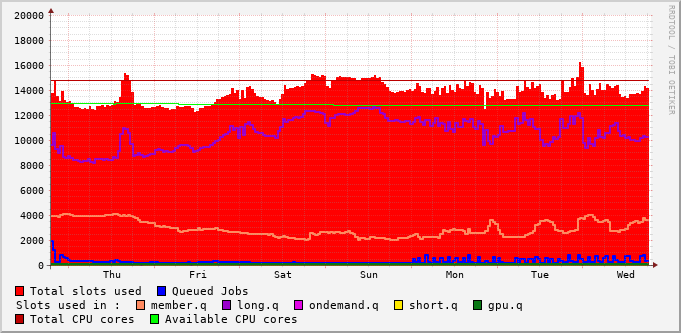 20000
18000
16000
14000
12000
10000
8000
6000
4000
2000
0
Thu Fri Sat Sun Mon Tue Wed
Total slots used Queued Jobs
Slots used in : member.q long.q ondemand.q short.q gpu.q
Total CPU cores Available CPU cores
RRDTOOL / TOBI OETIKER